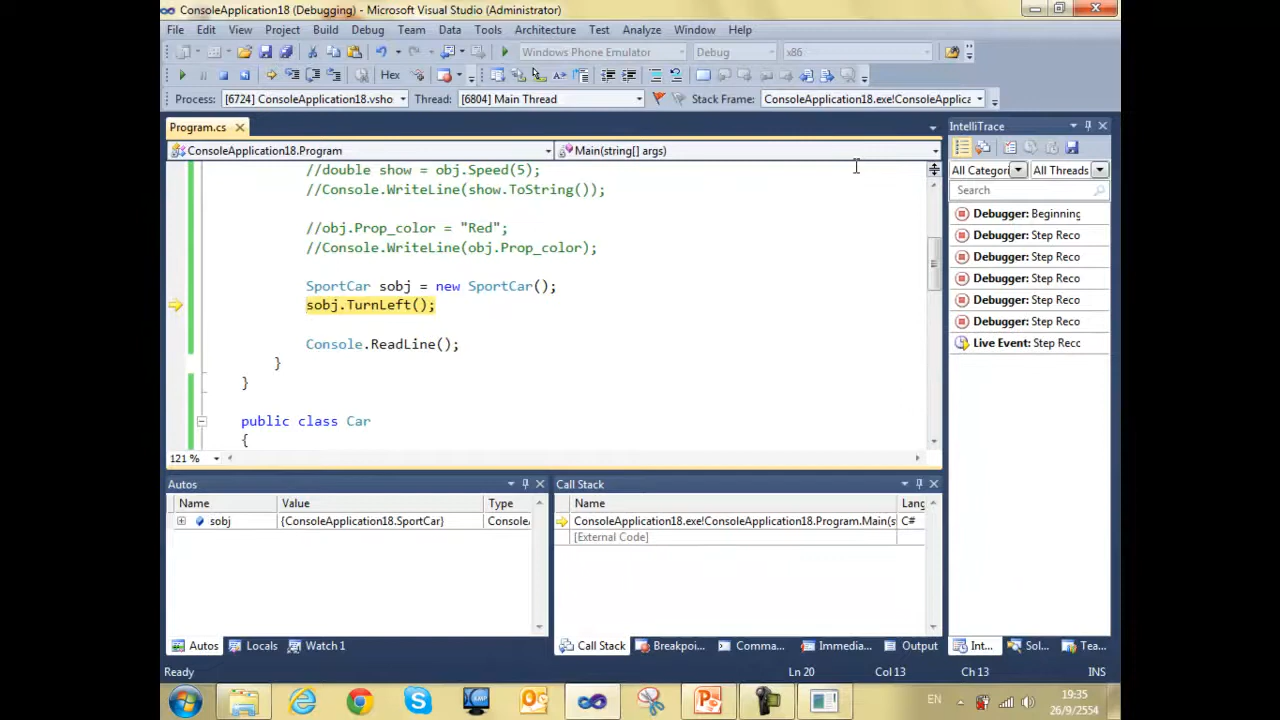 ConsoleApplication18 (Debugging) - Microsoft Visual Studio (Administrator)
File Edit View Project Build Debug Team Data Tools Architecture Test Analyze Window Help
Windows Phone Emulator Debug x86
Hex
Process: [6724] ConsoleApplication18.vsho Thread: [6804] Main Thread Stack Frame: ConsoleApplication18.exe!ConsoleApplica
Program.cs
ConsoleApplication18.Program Main(string[] args)
//double show = obj.Speed(5);
//Console.WriteLine(show.ToString());
//obj.Prop_color = "Red";
//Console.WriteLine(obj.Prop_color);
SportCar sobj = new SportCar();
sobj.TurnLeft();
Console.ReadLine();
}
}
public class Car
{
121 %
IntelliTrace
All Categori All Threads
Search
Debugger: Beginning
Debugger: Step Reco
Debugger: Step Reco
Debugger: Step Reco
Debugger: Step Reco
Debugger: Step Reco
Live Event: Step Reco
Autos
Name Value Type
sobj {ConsoleApplication18.SportCar} Console
Call Stack
Name Lang
ConsoleApplication18.exe!ConsoleApplication18.Program.Main(s C#
[External Code]
Autos Locals Watch 1
Call Stack Breakpoi... Comma... Immedia... Output
Int... Sol... Tea...
Ready Ln 20 Col 13 Ch 13 INS
EN 19:35
26/9/2554